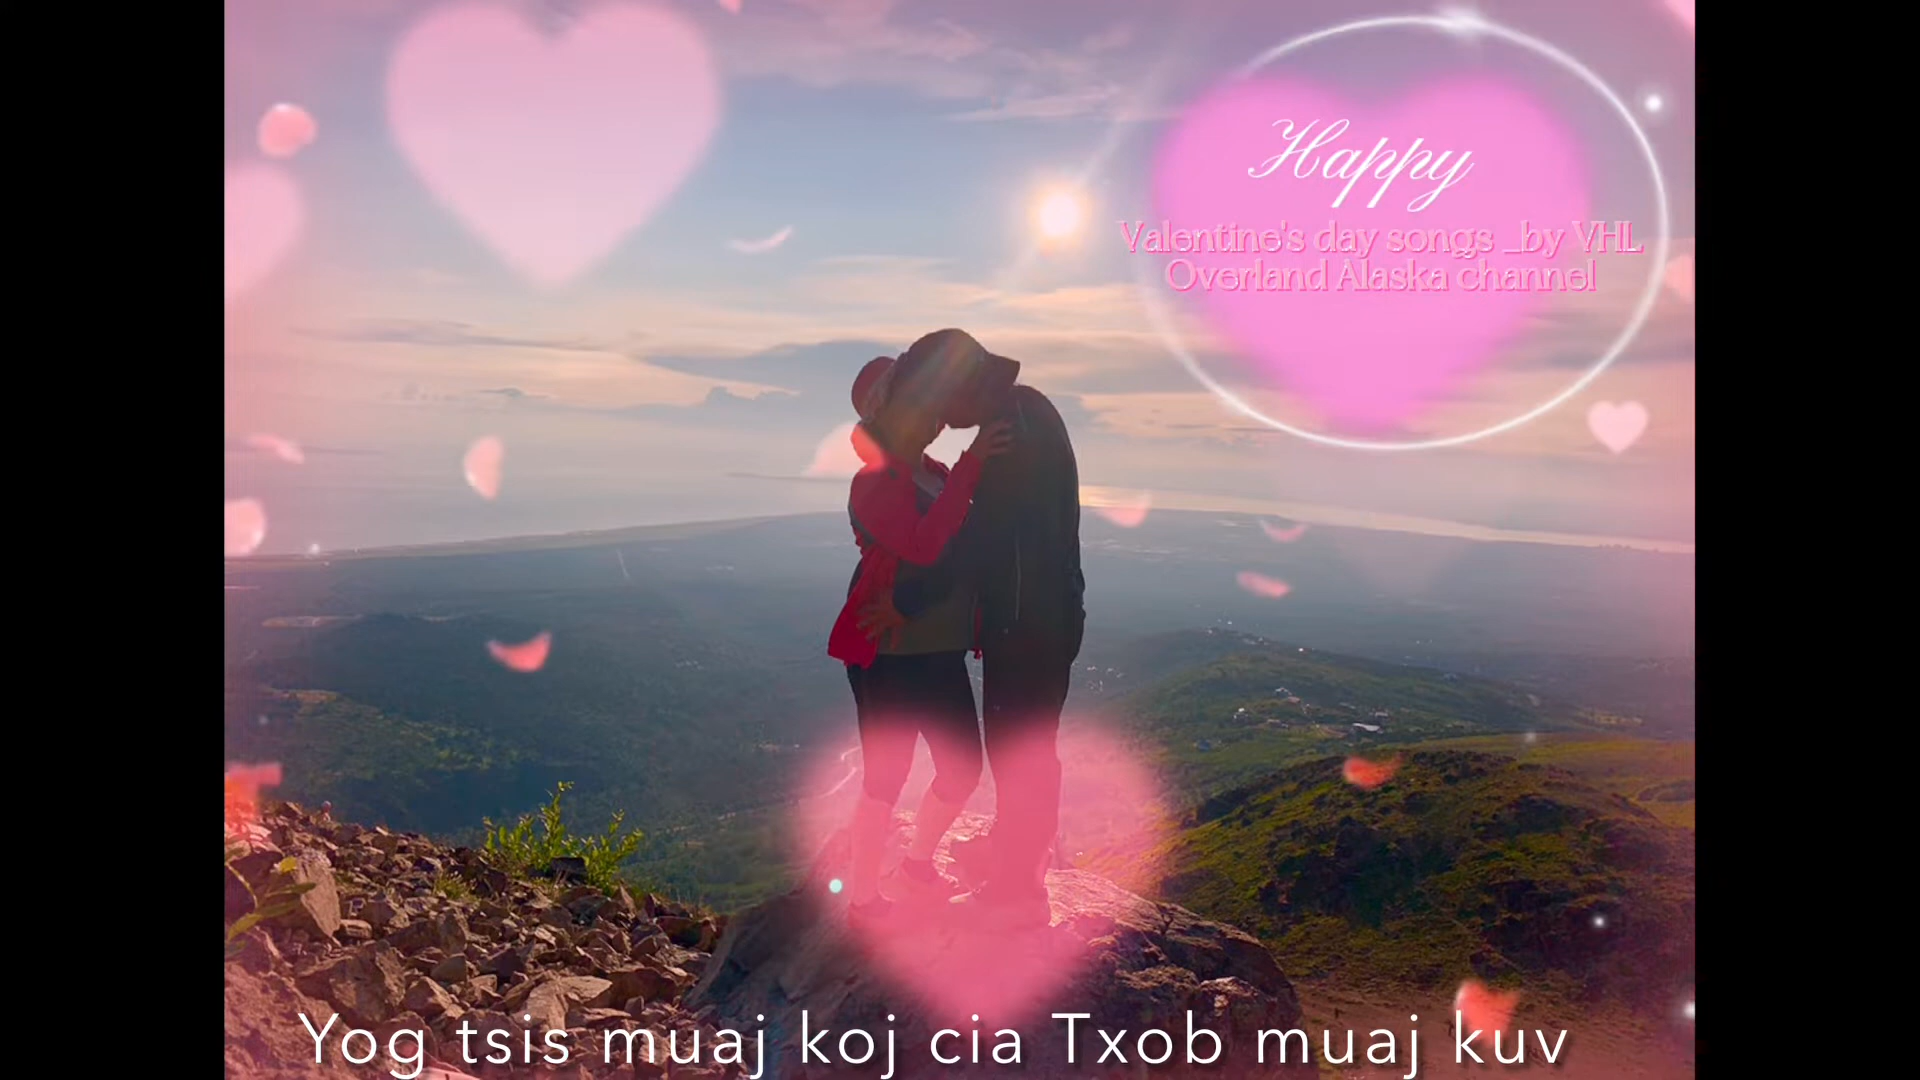 Happy
Valentine's day songs _by VHL
Overland Alaska channel
Yog tsis muaj koj cia Txob muaj kuv